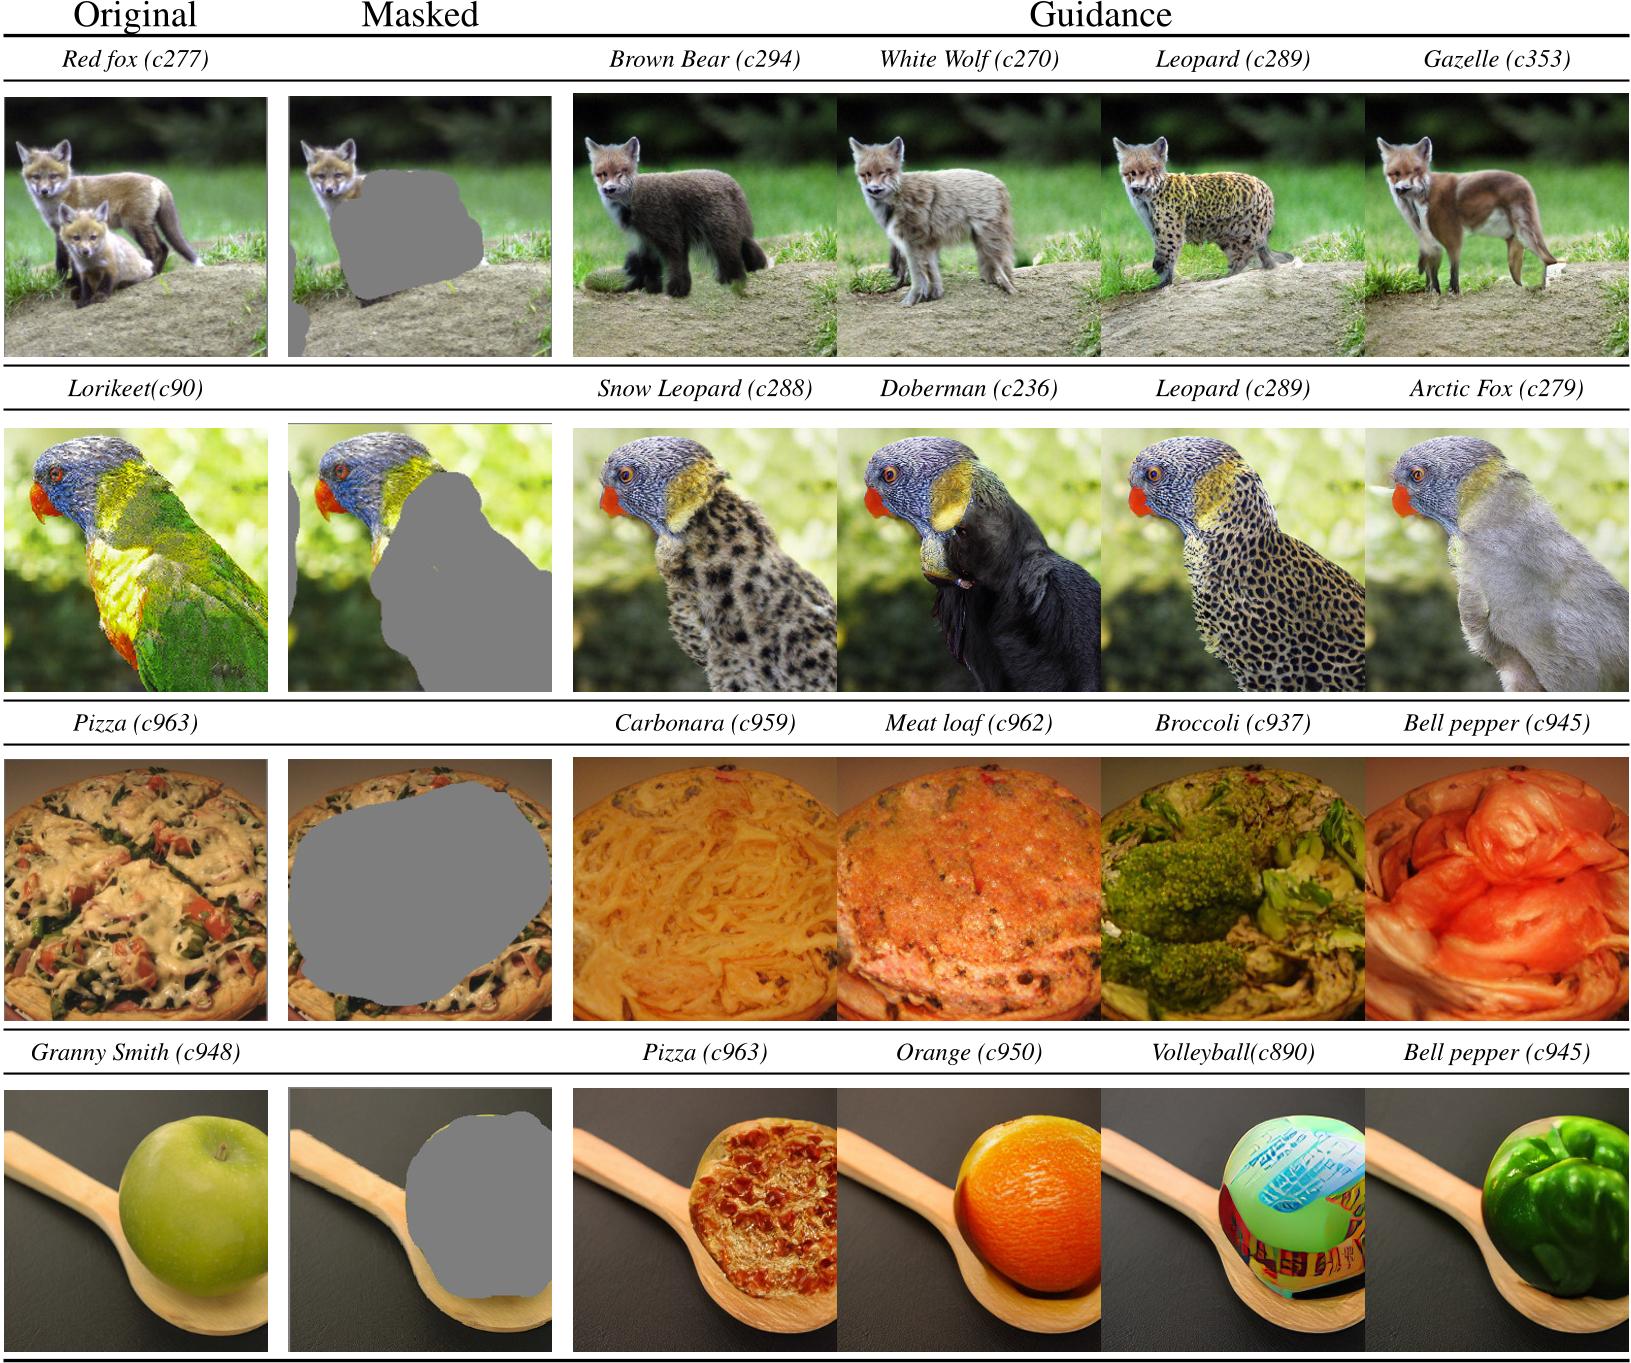 Original Masked Guidance
Red fox (c277) Brown Bear (c294) White Wolf (c270) Leopard (c289) Gazelle (c353)
Lorikeet(c90) Snow Leopard (c288) Doberman (c236) Leopard (c289) Arctic Fox (c279)
Pizza (c963) Carbonara (c959) Meat loaf (c962) Broccoli (c937) Bell pepper (c945)
Granny Smith (c948) Pizza (c963) Orange (c950) Volleyball(c890) Bell pepper (c945)